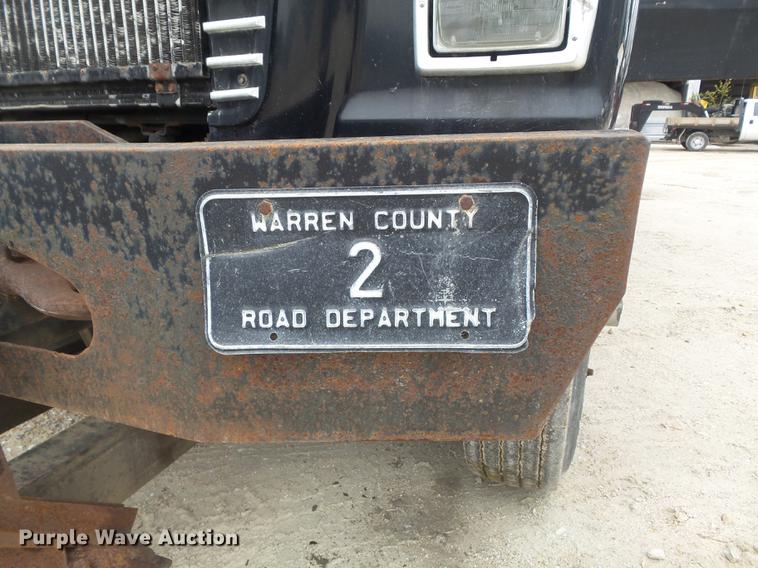 WARREN COUNTY
2
ROAD DEPARTMENT
Purple Wave Auction